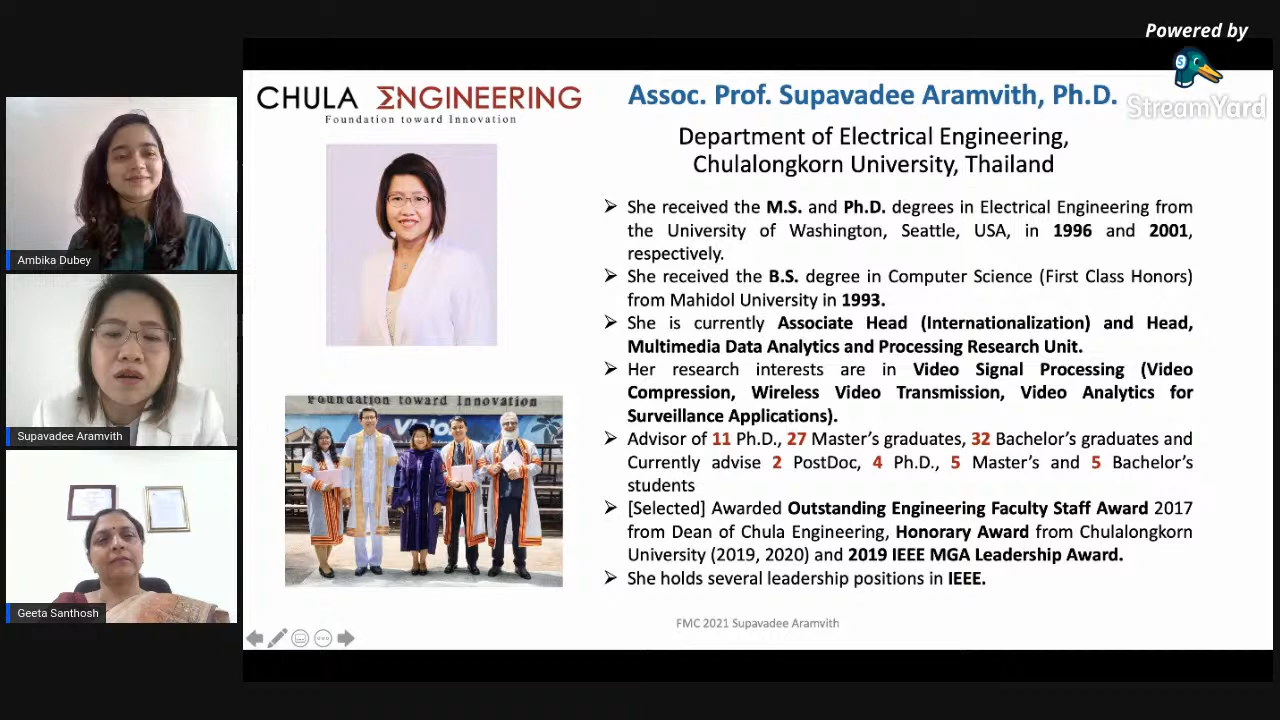 Powered by
StreamYard
CHULA ΣNGINEERING
Foundation toward Innovation
Assoc. Prof. Supavadee Aramvith, Ph.D.
Department of Electrical Engineering,
Chulalongkorn University, Thailand
➢ She received the M.S. and Ph.D. degrees in Electrical Engineering from
the University of Washington, Seattle, USA, in 1996 and 2001,
respectively.
➢ She received the B.S. degree in Computer Science (First Class Honors)
from Mahidol University in 1993.
➢ She is currently Associate Head (Internationalization) and Head,
Multimedia Data Analytics and Processing Research Unit.
➢ Her research interests are in Video Signal Processing (Video
Compression, Wireless Video Transmission, Video Analytics for
Surveillance Applications).
➢ Advisor of 11 Ph.D., 27 Master’s graduates, 32 Bachelor’s graduates and
Currently advise 2 PostDoc, 4 Ph.D., 5 Master’s and 5 Bachelor’s
students
➢ [Selected] Awarded Outstanding Engineering Faculty Staff Award 2017
from Dean of Chula Engineering, Honorary Award from Chulalongkorn
University (2019, 2020) and 2019 IEEE MGA Leadership Award.
➢ She holds several leadership positions in IEEE.
FMC 2021 Supavadee Aramvith
Foundation toward Innovation
Ambika Dubey
Supavadee Aramvith
Geeta Santhosh